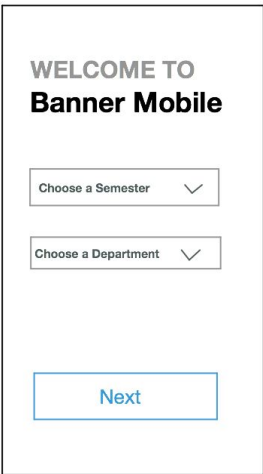 WELCOME TO
Banner Mobile
Choose a Semester
Choose a Department
Next